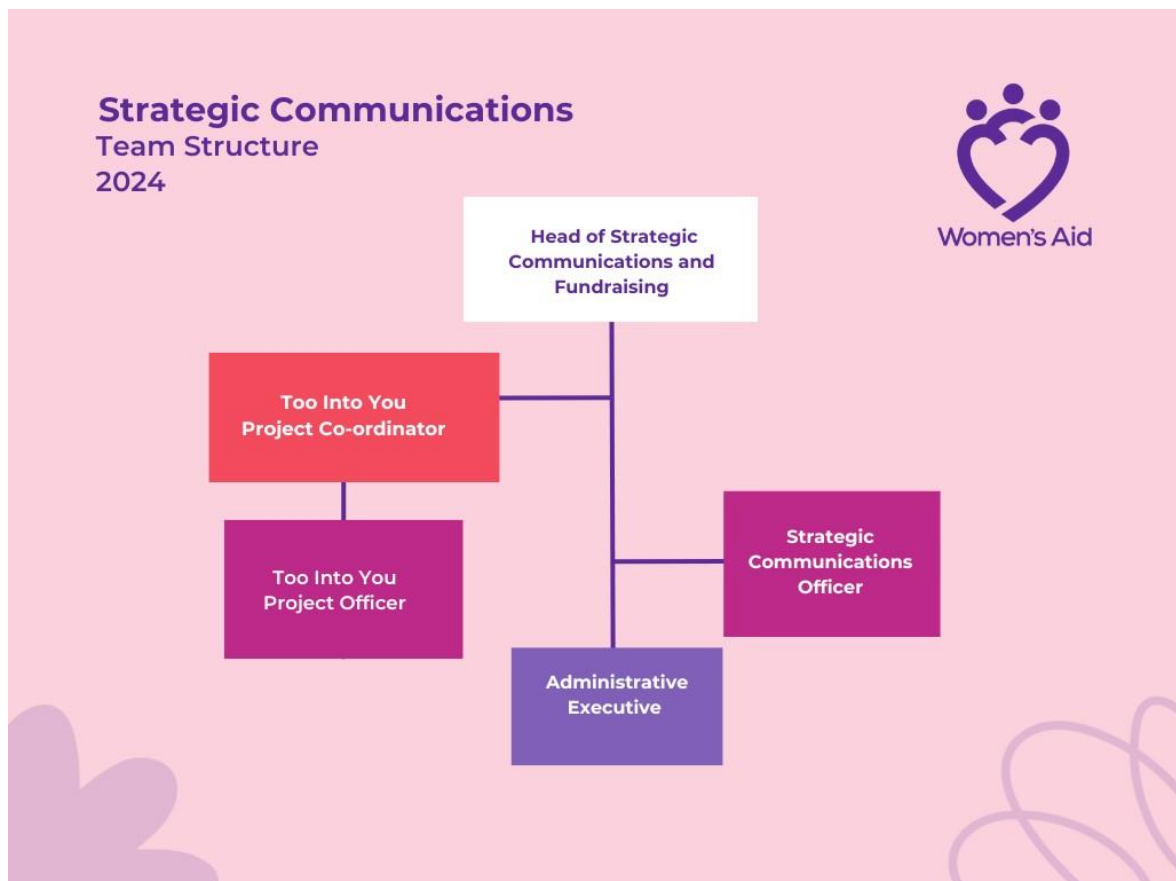 Strategic Communications
Team Structure
2024
Women's Aid
Head of Strategic
Communications and
Fundraising
Too Into You
Project Co-ordinator
Strategic
Communications
Officer
Too Into You
Project Officer
Administrative
Executive